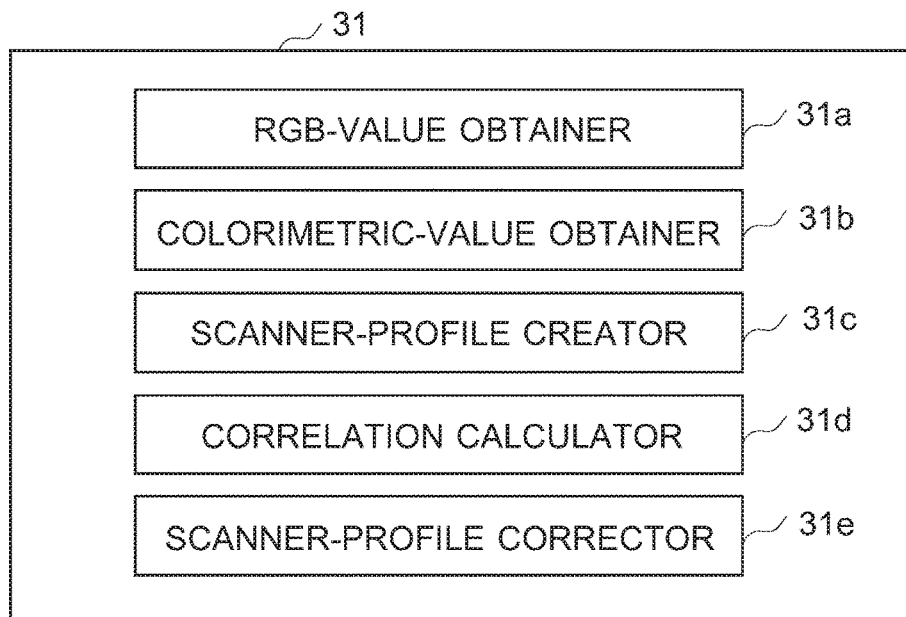 31
RGB-VALUE OBTAINER 31a
COLORIMETRIC-VALUE OBTAINER 31b
SCANNER-PROFILE CREATOR 31c
CORRELATION CALCULATOR 31d
SCANNER-PROFILE CORRECTOR 31e